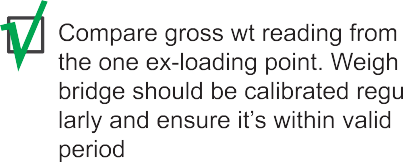 Compare gross wt reading from
the one ex-loading point. Weigh
bridge should be calibrated regu
larly and ensure it’s within valid
period